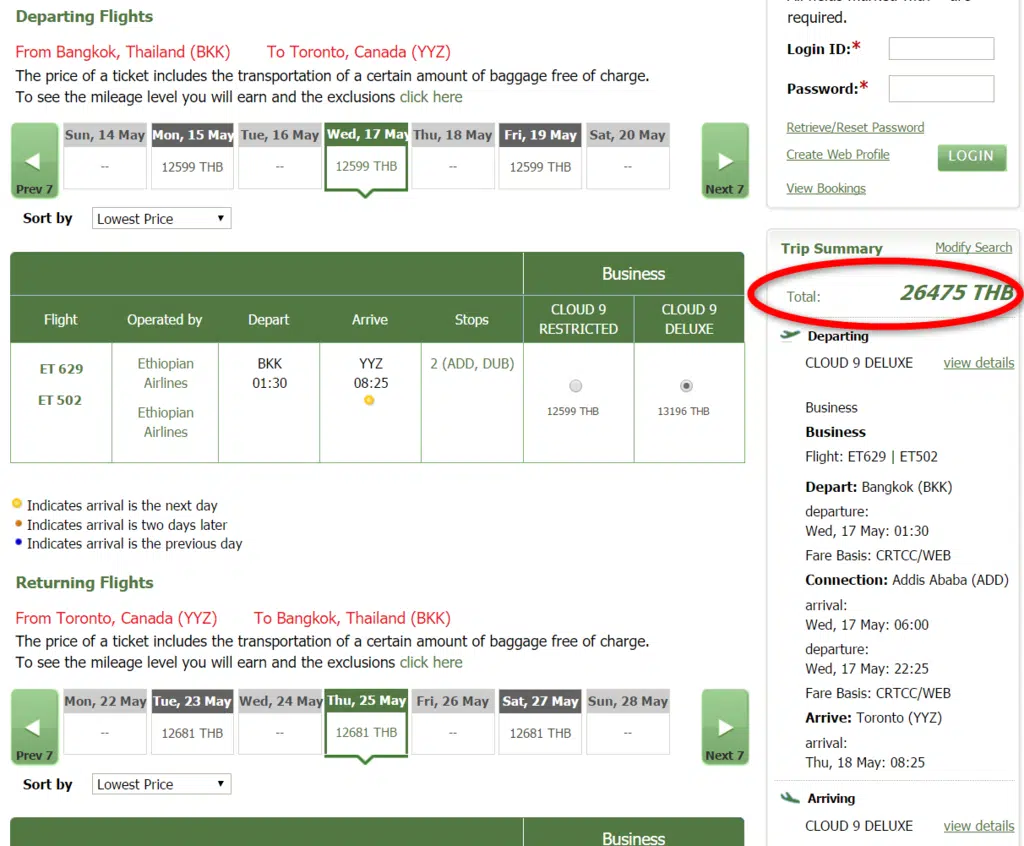 Departing Flights
From Bangkok, Thailand (BKK) To Toronto, Canada (YYZ)
The price of a ticket includes the transportation of a certain amount of baggage free of charge.
To see the mileage level you will earn and the exclusions click here
Prev 7
Sun, 14 May Mon, 15 May Tue, 16 May Wed, 17 May Thu, 18 May Fri, 19 May Sat, 20 May
-- 12599 THB -- 12599 THB -- 12599 THB --
Next 7
Sort by Lowest Price
Business
Flight Operated by Depart Arrive Stops CLOUD 9 RESTRICTED CLOUD 9 DELUXE
ET 629 Ethiopian Airlines BKK 01:30 YYZ 08:25 2 (ADD, DUB) 12599 THB 13196 THB
ET 502 Ethiopian Airlines
Indicates arrival is the next day
Indicates arrival is two days later
Indicates arrival is the previous day
Returning Flights
From Toronto, Canada (YYZ) To Bangkok, Thailand (BKK)
The price of a ticket includes the transportation of a certain amount of baggage free of charge.
To see the mileage level you will earn and the exclusions click here
Prev 7
Mon, 22 May Tue, 23 May Wed, 24 May Thu, 25 May Fri, 26 May Sat, 27 May Sun, 28 May
-- 12681 THB -- 12681 THB -- 12681 THB --
Next 7
Sort by Lowest Price
Business
required.
Login ID:*
Password:*
Retrieve/Reset Password
Create Web Profile
LOGIN
View Bookings
Trip Summary Modify Search
Total: 26475 THB
Departing
CLOUD 9 DELUXE view details
Business
Business
Flight: ET629 | ET502
Depart: Bangkok (BKK)
departure:
Wed, 17 May: 01:30
Fare Basis: CRTCC/WEB
Connection: Addis Ababa (ADD)
arrival:
Wed, 17 May: 06:00
departure:
Wed, 17 May: 22:25
Fare Basis: CRTCC/WEB
Arrive: Toronto (YYZ)
arrival:
Thu, 18 May: 08:25
Arriving
CLOUD 9 DELUXE view details